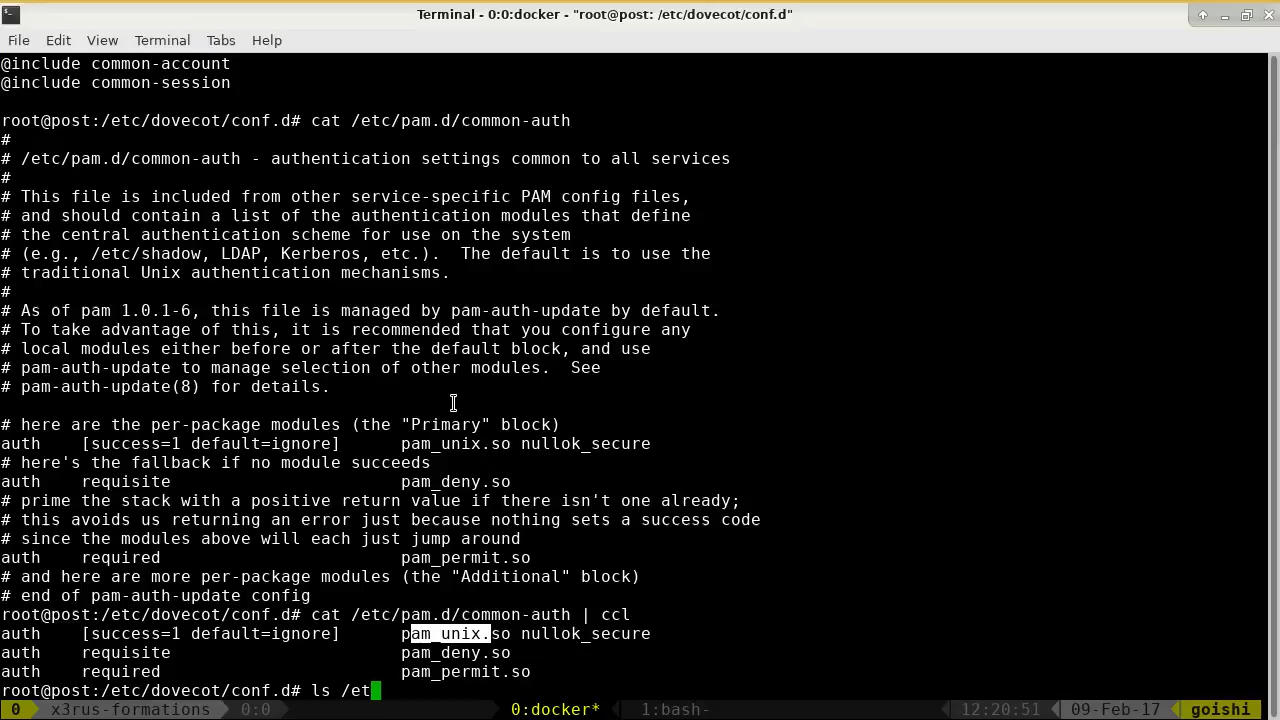 Terminal - 0:0:docker - "root@post: /etc/dovecot/conf.d"
File Edit View Terminal Tabs Help
@include common-account
@include common-session
root@post:/etc/dovecot/conf.d# cat /etc/pam.d/common-auth
#
# /etc/pam.d/common-auth - authentication settings common to all services
#
# This file is included from other service-specific PAM config files,
# and should contain a list of the authentication modules that define
# the central authentication scheme for use on the system
# (e.g., /etc/shadow, LDAP, Kerberos, etc.).  The default is to use the
# traditional Unix authentication mechanisms.
#
# As of pam 1.0.1-6, this file is managed by pam-auth-update by default.
# To take advantage of this, it is recommended that you configure any
# local modules either before or after the default block, and use
# pam-auth-update to manage selection of other modules.  See
# pam-auth-update(8) for details.
# here are the per-package modules (the "Primary" block)
auth    [success=1 default=ignore]      pam_unix.so nullok_secure
# here's the fallback if no module succeeds
auth    requisite                       pam_deny.so
# prime the stack with a positive return value if there isn't one already;
# this avoids us returning an error just because nothing sets a success code
# since the modules above will each just jump around
auth    required                        pam_permit.so
# and here are more per-package modules (the "Additional" block)
# end of pam-auth-update config
root@post:/etc/dovecot/conf.d# cat /etc/pam.d/common-auth | ccl
auth    [success=1 default=ignore]      pam_unix.so nullok_secure
auth    requisite                       pam_deny.so
auth    required                        pam_permit.so
root@post:/etc/dovecot/conf.d# ls /et
0 x3rus-formations 0:0 0:docker* 1:bash- 12:20:51 09-Feb-17 goishi